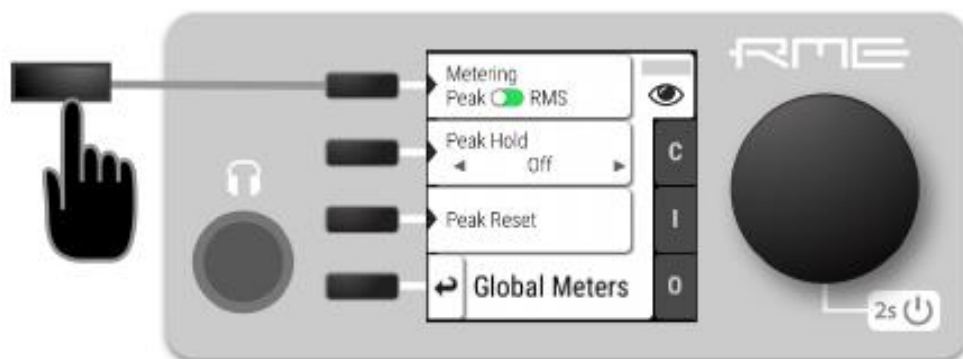 RME
Metering
Peak RMS
Peak Hold
Off
C
Peak Reset
I
Global Meters
O
2s